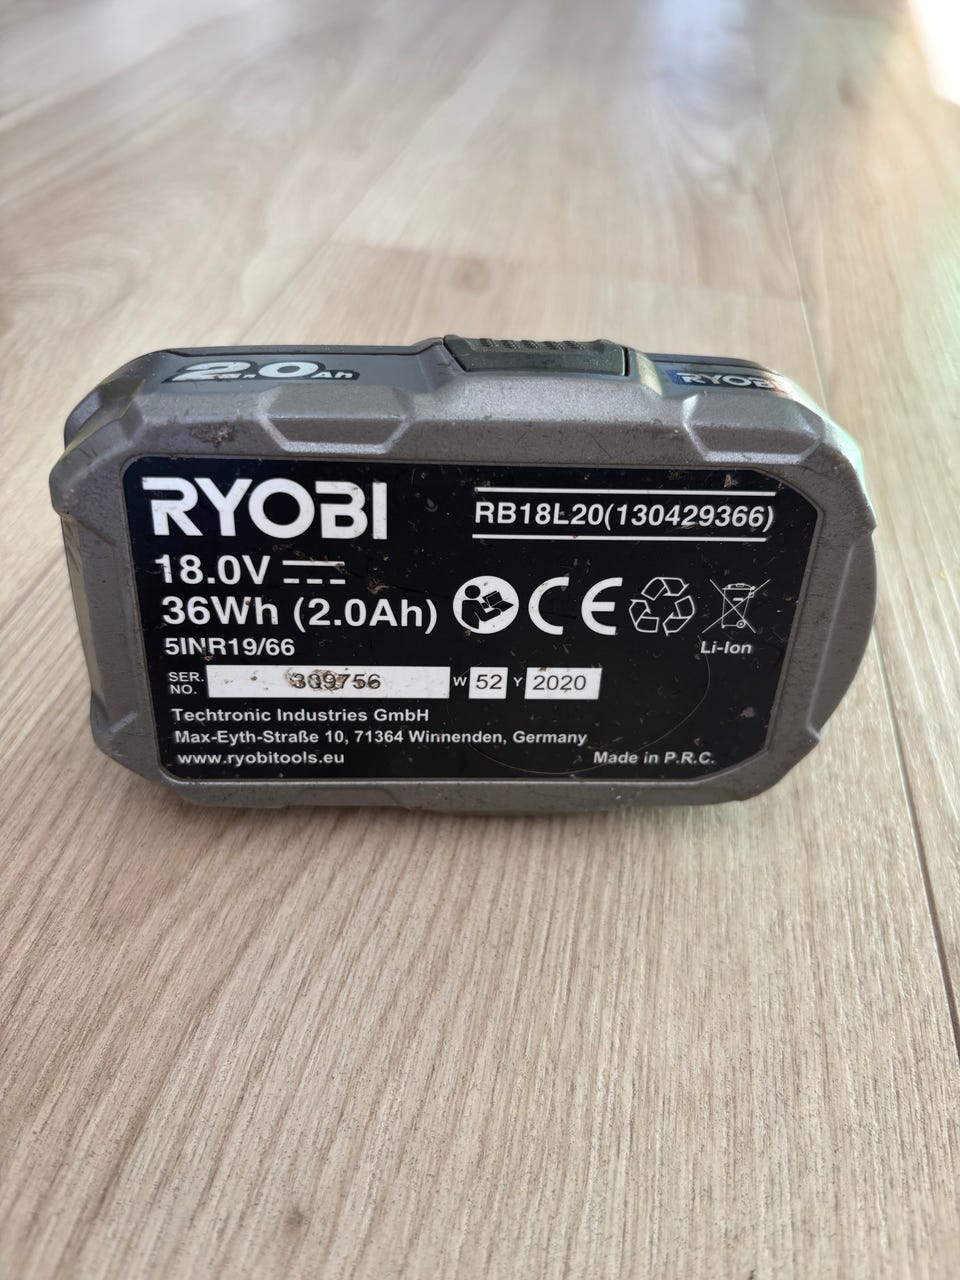 2.0Ah
RYOBI
RYOBI
RB18L20(130429366)
18.0V
36Wh (2.0Ah)
CE
5INR19/66
Li-Ion
SER. NO. 309756 W 52 Y 2020
Techtronic Industries GmbH
Max-Eyth-Straße 10, 71364 Winnenden, Germany
www.ryobitools.eu
Made in P.R.C.